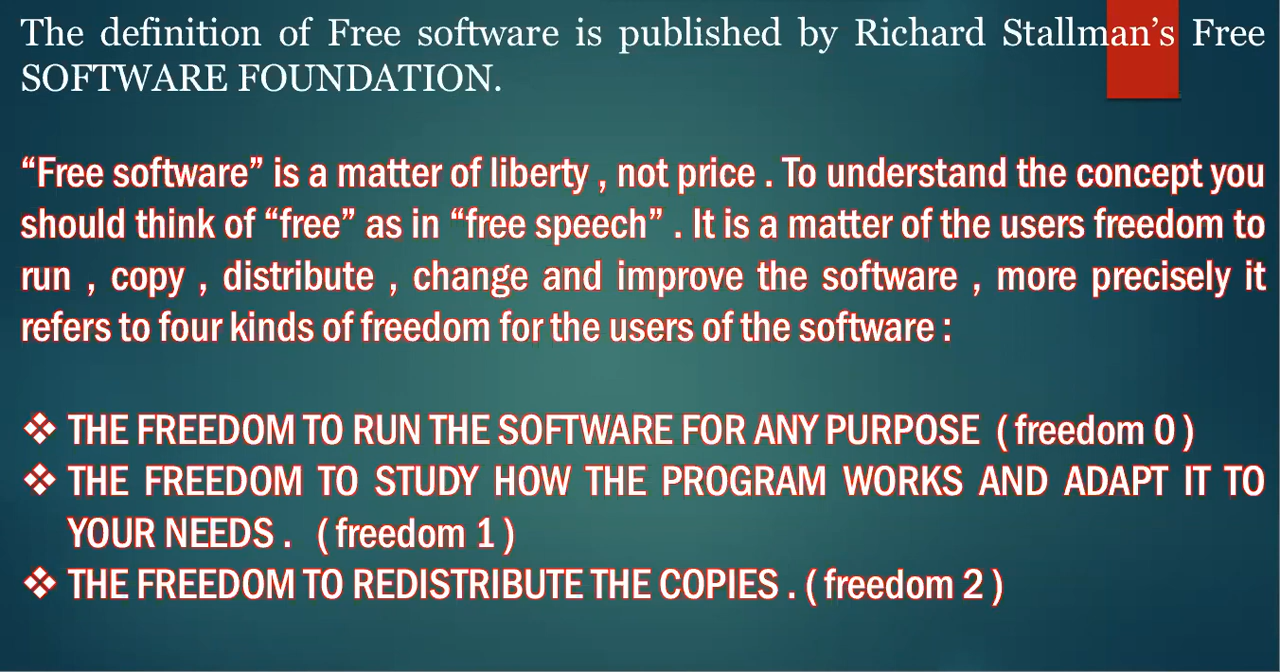 The definition of Free software is published by Richard Stallman’s Free
SOFTWARE FOUNDATION.
“Free software” is a matter of liberty , not price . To understand the concept you
should think of “free” as in “free speech” . It is a matter of the users freedom to
run , copy , distribute , change and improve the software , more precisely it
refers to four kinds of freedom for the users of the software :
❖ THE FREEDOM TO RUN THE SOFTWARE FOR ANY PURPOSE ( freedom 0 )
❖ THE FREEDOM TO STUDY HOW THE PROGRAM WORKS AND ADAPT IT TO
YOUR NEEDS . ( freedom 1 )
❖ THE FREEDOM TO REDISTRIBUTE THE COPIES . ( freedom 2 )